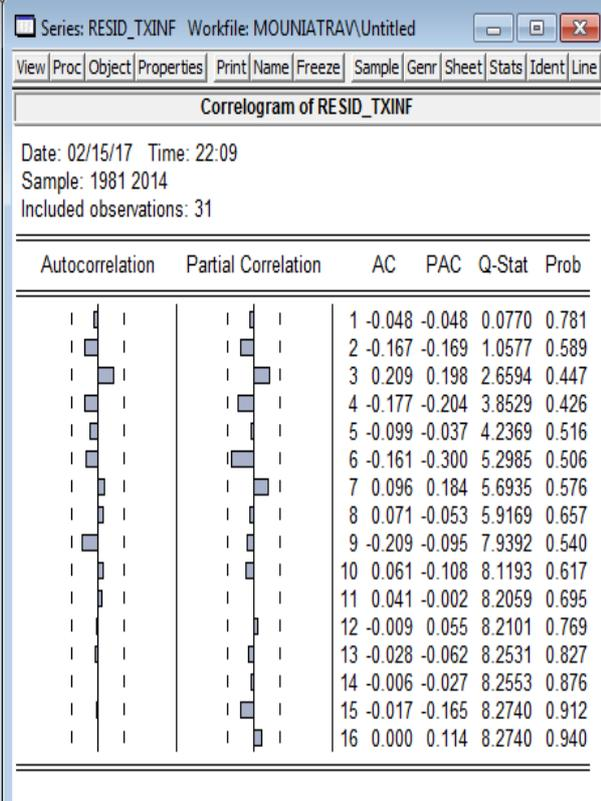 Series: RESID_TXINF Workfile: MOUNIATRAV\Untitled
View Proc Object Properties Print Name Freeze Sample Genr Sheet Stats Ident Line
Correlogram of RESID_TXINF
Date: 02/15/17 Time: 22:09
Sample: 1981 2014
Included observations: 31
Autocorrelation Partial Correlation AC PAC Q-Stat Prob
1 -0.048 -0.048 0.0770 0.781
2 -0.167 -0.169 1.0577 0.589
3 0.209 0.198 2.6594 0.447
4 -0.177 -0.204 3.8529 0.426
5 -0.099 -0.037 4.2369 0.516
6 -0.161 -0.300 5.2985 0.506
7 0.096 0.184 5.6935 0.576
8 0.071 -0.053 5.9169 0.657
9 -0.209 -0.095 7.9392 0.540
10 0.061 -0.108 8.1193 0.617
11 0.041 -0.002 8.2059 0.695
12 -0.009 0.055 8.2101 0.769
13 -0.028 -0.062 8.2531 0.827
14 -0.006 -0.027 8.2553 0.876
15 -0.017 -0.165 8.2740 0.912
16 0.000 0.114 8.2740 0.940